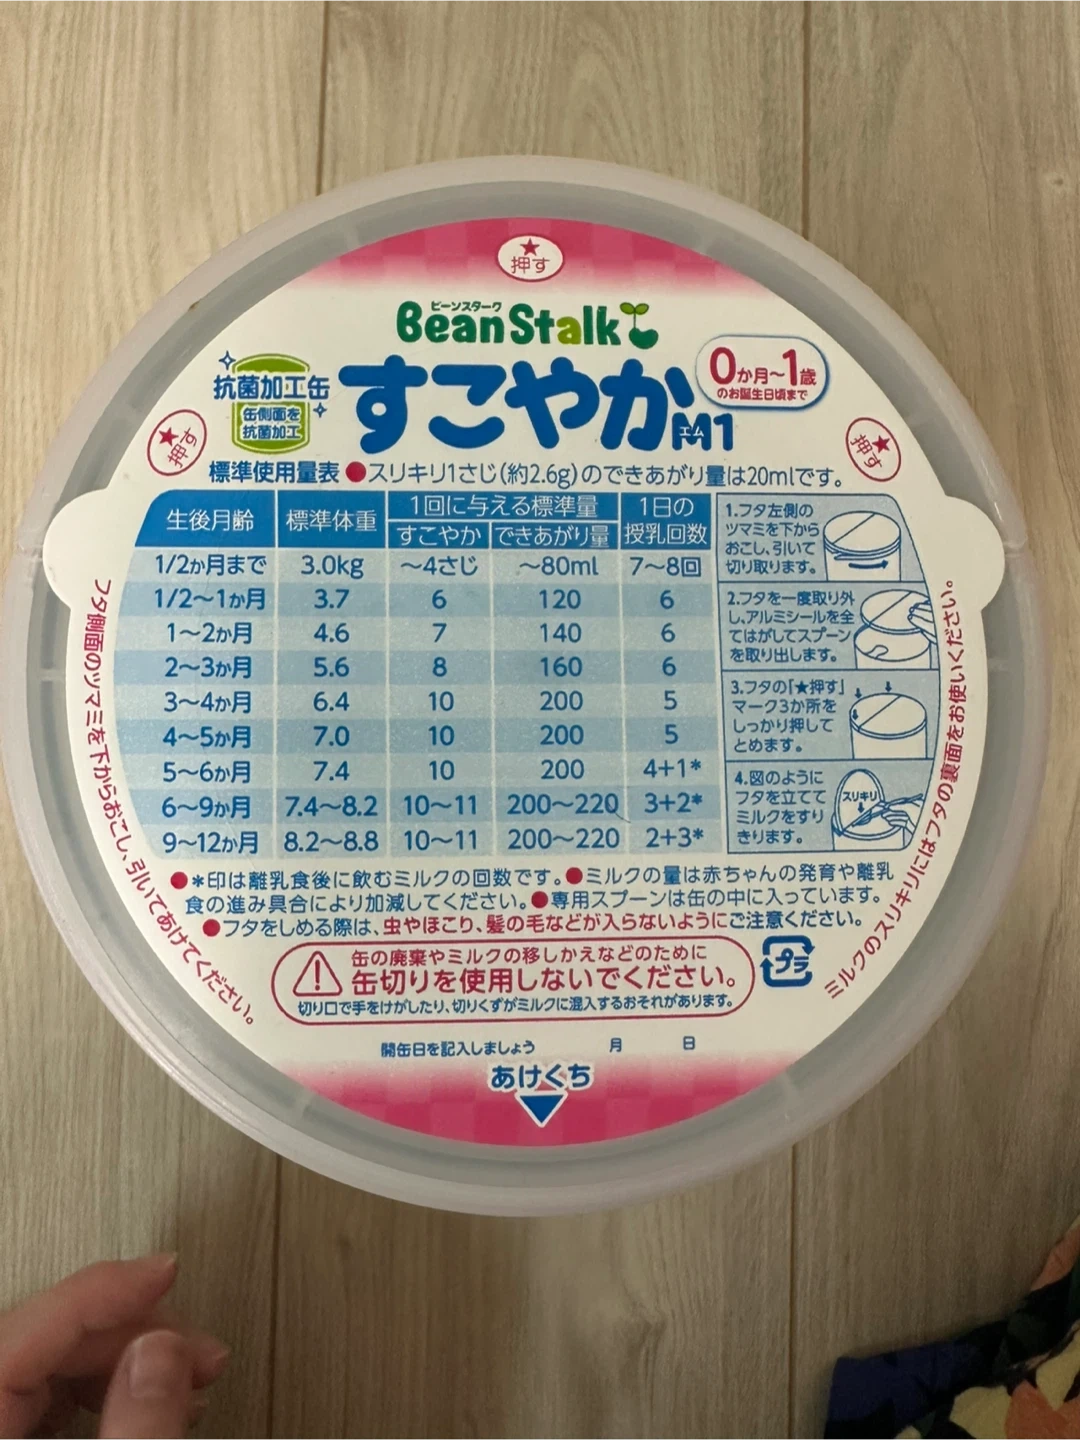 ★
押す
ビーンスターク
BeanStalk
抗菌加工缶
缶側面を
抗菌加工
すこやかM1
エム
0か月〜1歳
のお誕生日頃まで
★押す
★押す
標準使用量表 ●スリキリ1さじ(約2.6g)のできあがり量は20mlです。
生後月齢 標準体重 1回に与える標準量 1日の授乳回数
すこやか できあがり量
1/2か月まで 3.0kg 〜4さじ 〜80ml 7〜8回
1/2〜1か月 3.7 6 120 6
1〜2か月 4.6 7 140 6
2〜3か月 5.6 8 160 6
3〜4か月 6.4 10 200 5
4〜5か月 7.0 10 200 5
5〜6か月 7.4 10 200 4+1*
6〜9か月 7.4〜8.2 10〜11 200〜220 3+2*
9〜12か月 8.2〜8.8 10〜11 200〜220 2+3*
1.フタ左側の
ツマミを下から
おこし、引いて
切り取ります。
2.フタを一度取り外
し、アルミシールを全
てはがしてスプーン
を取り出します。
3.フタの「★押す」
マーク3か所を
しっかり押して
とめます。
4.図のように
フタを立てて
ミルクをすり
きります。
スリキリ
●*印は離乳食後に飲むミルクの回数です。●ミルクの量は赤ちゃんの発育や離乳
食の進み具合により加減してください。●専用スプーンは缶の中に入っています。
●フタをしめる際は、虫やほこり、髪の毛などが入らないようにご注意ください。
缶の廃棄やミルクの移しかえなどのために
缶切りを使用しないでください。
切り口で手をけがしたり、切りくずがミルクに混入するおそれがあります。
プラ
開缶日を記入しましょう 月 日
あけくち
フタ側面のツマミを下からおこし、引いてあけてください。
ミルクのスリキリにはフタの裏面をお使いください。